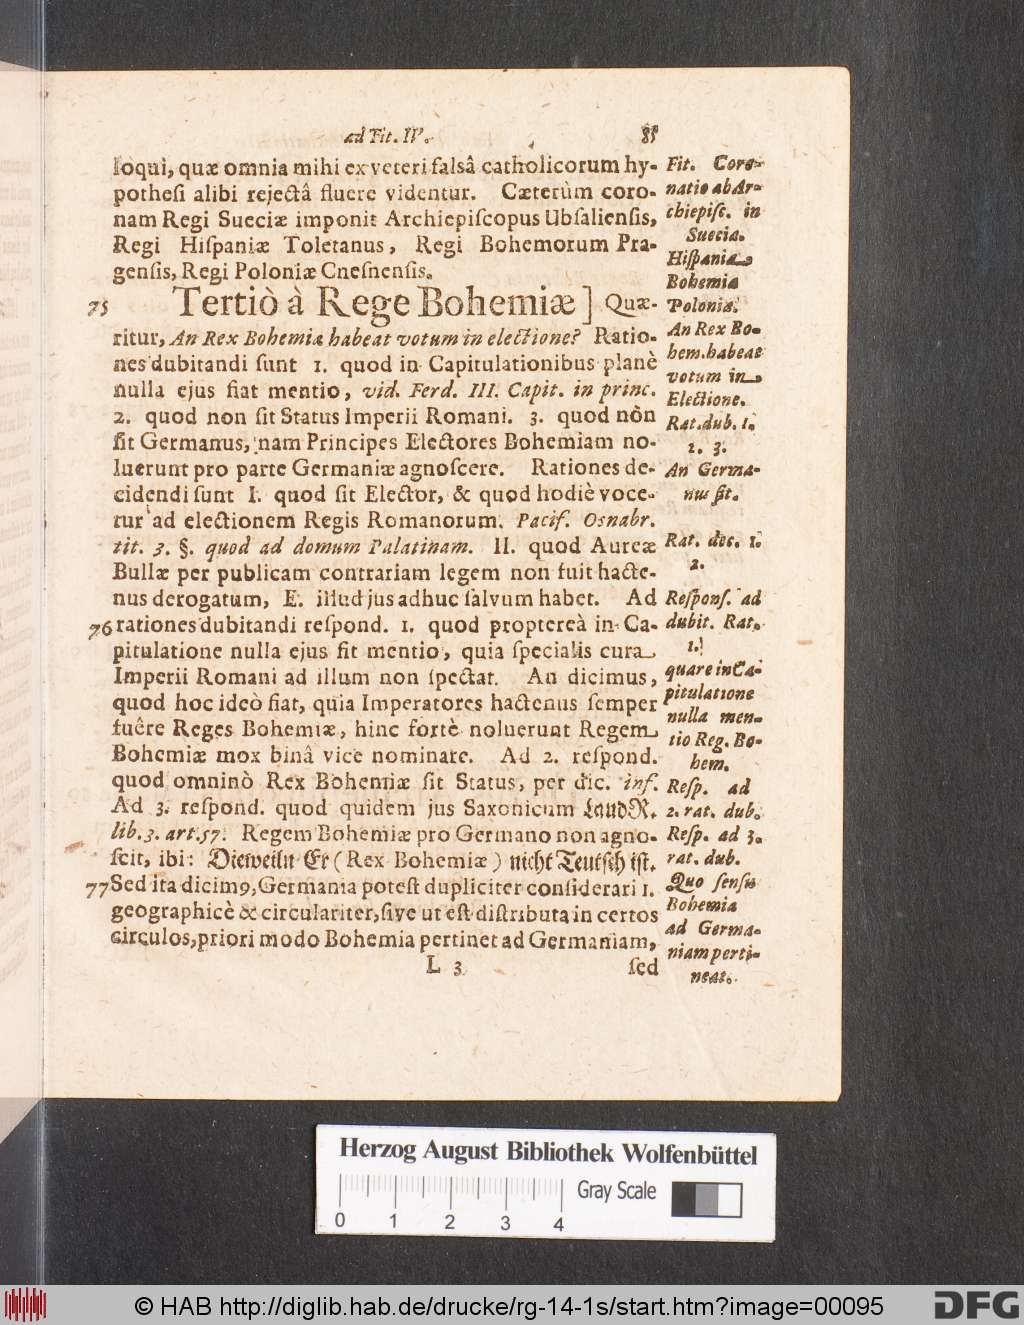 ad Tit. IV. 85
loqui, quæ omnia mihi ex veteri falsâ catholicorum hy-
pothesi alibi rejectâ fluere videntur. Cæterùm coro-
nam Regi Sueciæ imponit Archiepiscopus Ubsaliensis,
Regi Hispaniæ Toletanus, Regi Bohemorum Pra-
gensis, Regi Poloniæ Cnesnensis.
75 Tertiò à Rege Bohemiæ] Quæ-
ritur, An Rex Bohemiæ habeat votum in electione? Ratio-
nes dubitandi sunt 1. quod in Capitulationibus planè
nulla ejus fiat mentio, vid. Ferd. III. Capit. in princ.
2. quod non sit Status Imperii Romani. 3. quod non
sit Germanus, nam Principes Electores Bohemiam no-
luerunt pro parte Germaniæ agnoscere. Rationes de-
cidendi sunt I. quod sit Elector, & quod hodiè voce-
tur ad electionem Regis Romanorum. Pacif. Osnabr.
tit. 3. §. quod ad domum Palatinam. II. quod Aureæ
Bullæ per publicam contrariam legem non fuit hacte-
nus derogatum, E. illud jus adhuc salvum habet. Ad
76 rationes dubitandi respond. 1. quod proptereà in Ca-
pitulatione nulla ejus fit mentio, quia specialis cura
Imperii Romani ad illum non spectat. An dicimus,
quod hoc ideò fiat, quia Imperatores hactenus semper
fuêre Reges Bohemiæ, hinc fortè noluerunt Regem
Bohemiæ mox binâ vice nominare. Ad 2. respond.
quod omninò Rex Bohemiæ sit Status, per dic. inf.
Ad 3. respond. quod quidem jus Saxonicum LandR.
lib. 3. art. 57. Regem Bohemiæ pro Germano non agno-
scit, ibi: Dieweiln Er (Rex Bohemiæ) nicht Teutsch ist.
77 Sed ita dicim9, Germania potest dupliciter considerari 1.
geographicè & circulariter, sive ut est distributa in certos
circulos, priori modo Bohemia pertinet ad Germaniam,
L 3 sed
Fit. Coro-
natio ab Ar-
chiepisc. in
Suecia.
Hispania
Bohemia
Polonia.
An Rex Bo-
hem. habeat
votum in
Electione.
Rat. dub. 1.
2. 3.
An Germa-
nus sit.
Rat. dec. 1.
2.
Respons. ad
dubit. Rat.
1.
quare in Ca-
pitulatione
nulla men-
tio Reg. Bo-
hem.
Resp. ad
2. rat. dub.
Resp. ad 3.
rat. dub.
Quo sensu
Bohemia
ad Germa-
niam perti-
neat.
Herzog August Bibliothek Wolfenbüttel
Gray Scale
0 1 2 3 4
© HAB http://diglib.hab.de/drucke/rg-14-1s/start.htm?image=00095
DFG